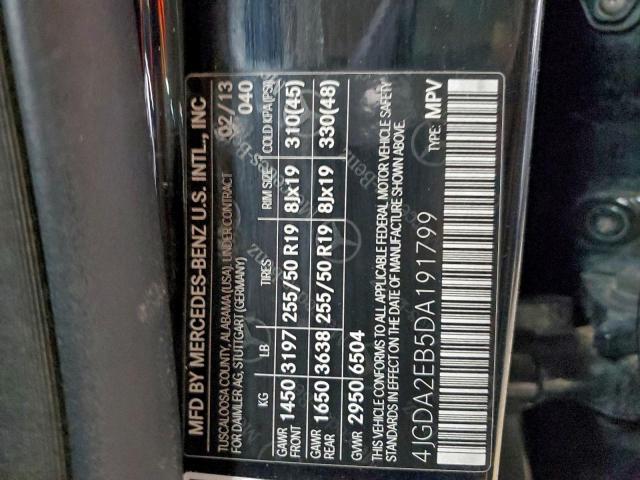 MFD BY MERCEDES-BENZ U.S. INTL., INC 02/13
TUSCALOOSA COUNTY, ALABAMA (USA), UNDER CONTRACT 040
FOR DAIMLER AG, STUTTGART (GERMANY)
KG LB TIRES RIM SIZE COLD KPA (PSI)
GAWR FRONT 1450 3197 255/50 R19 8Jx19 310(45)
GAWR REAR 1650 3638 255/50 R19 8Jx19 330(48)
GVWR 2950 6504
THIS VEHICLE CONFORMS TO ALL APPLICABLE FEDERAL MOTOR VEHICLE SAFETY
STANDARDS IN EFFECT ON THE DATE OF MANUFACTURE SHOWN ABOVE.
4JGDA2EB5DA191799 TYPE: MPV